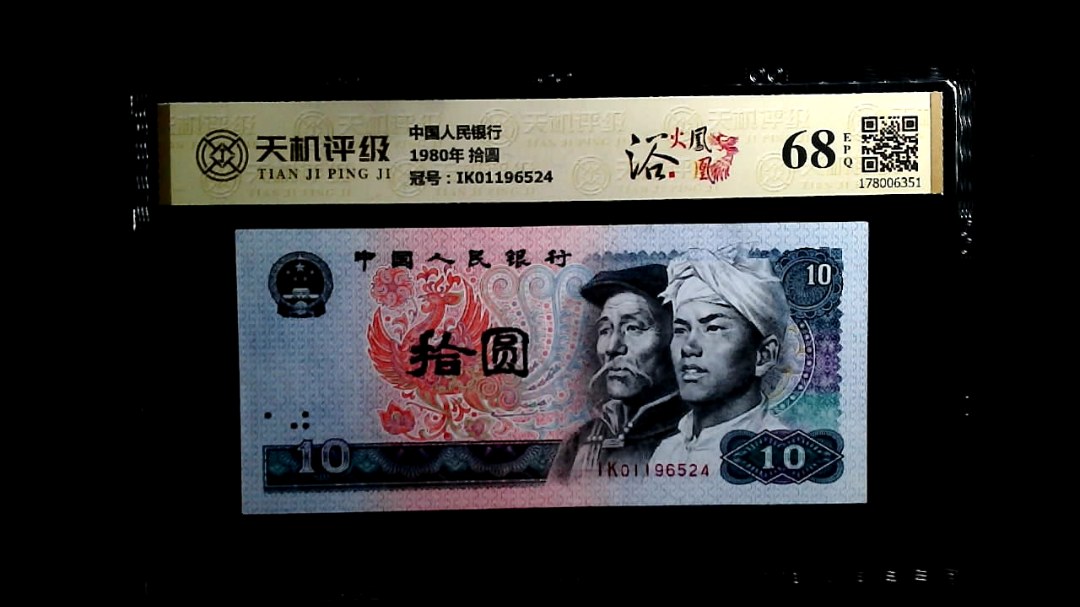 天机评级
TIAN JI PING JI
中国人民银行
1980年 拾圆
冠号：IK01196524
浴火凤凰
68
EPQ
178006351
中国人民银行
10
拾圆
10
IK01196524
10